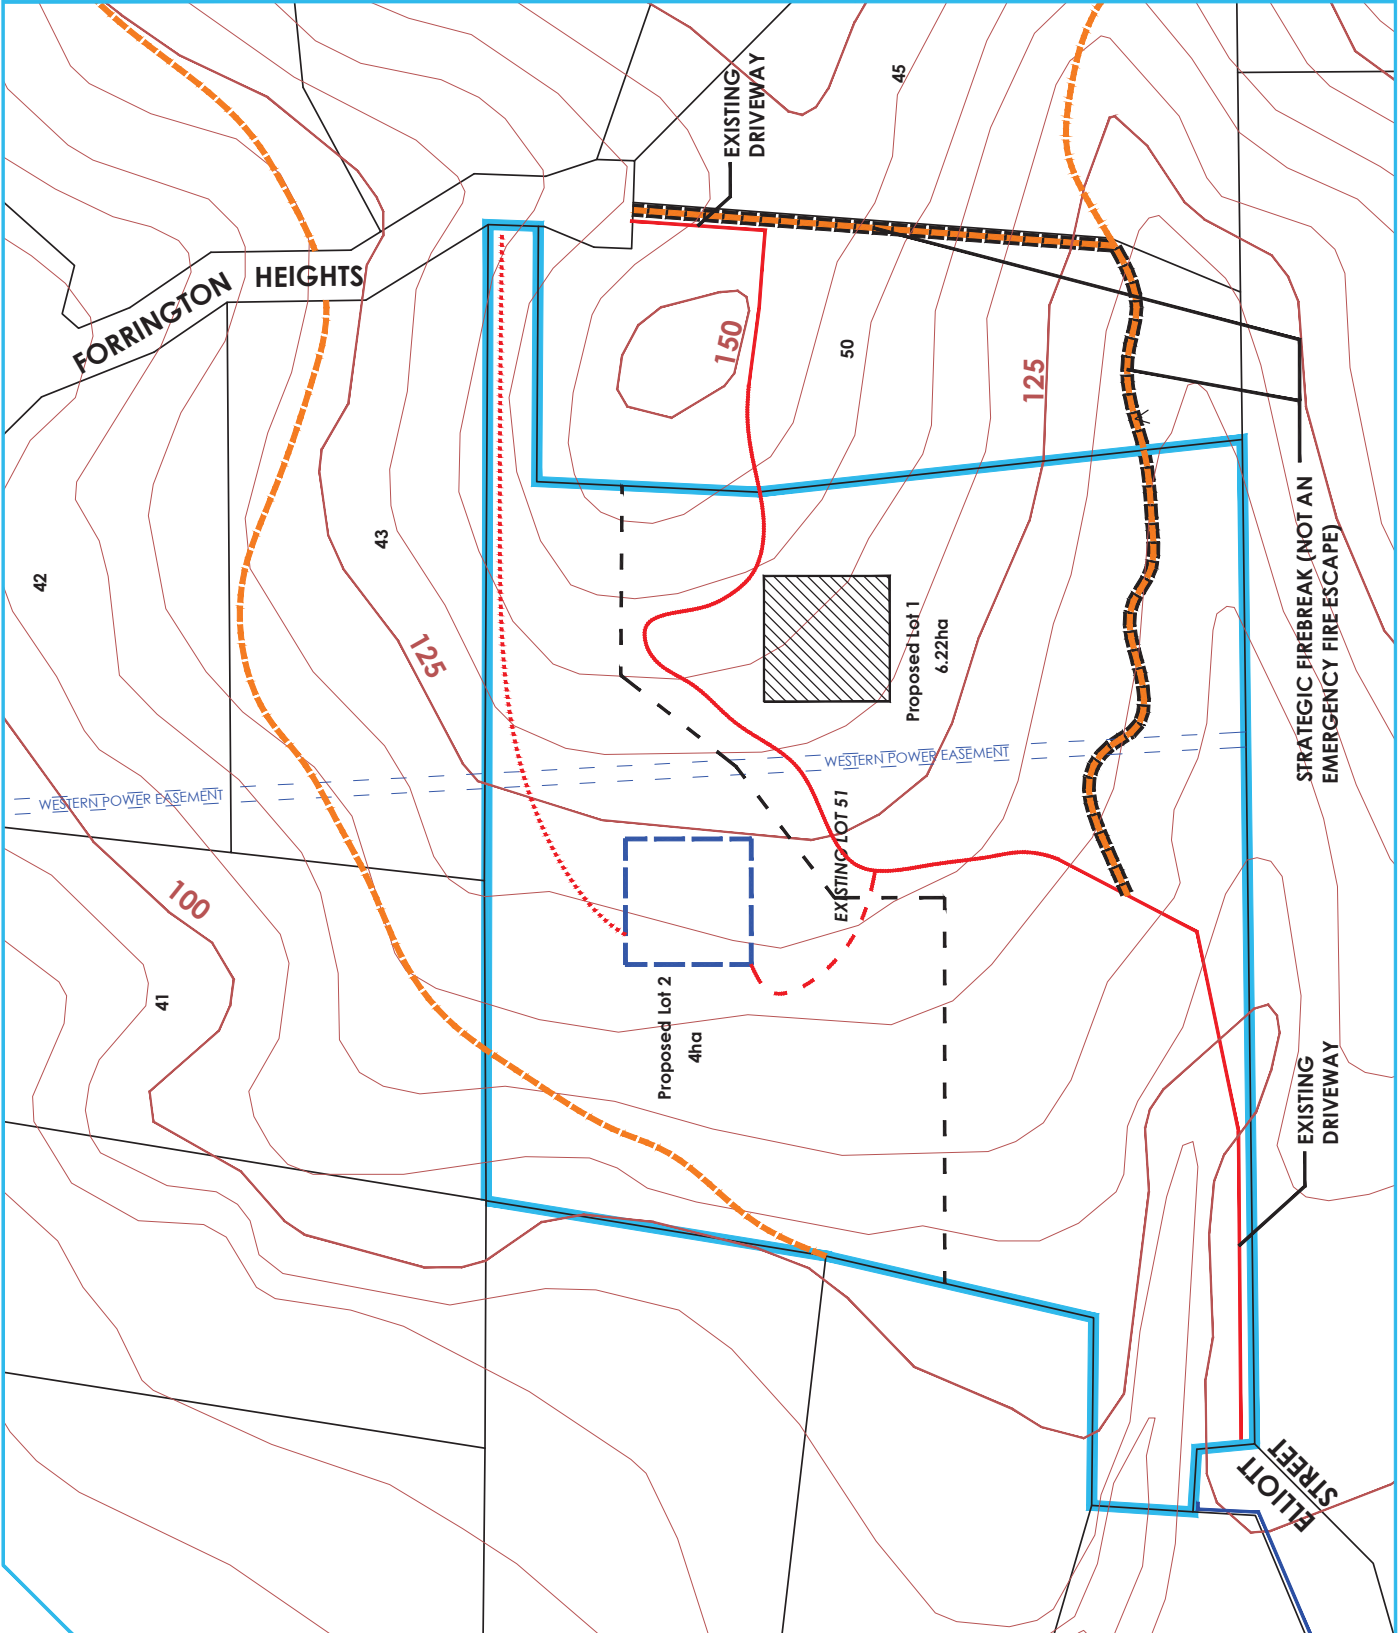 45
EXISTING
DRIVEWAY
FORRINGTON HEIGHTS
150
50
125
43
42
125
STRATEGIC FIREBREAK (NOT AN
EMERGENCY FIRE ESCAPE)
Proposed Lot 1
6.22ha
WESTERN POWER EASEMENT
WESTERN POWER EASEMENT
EXISTING LOT 51
100
41
Proposed Lot 2
4ha
EXISTING
DRIVEWAY
ELLIOTT
STREET